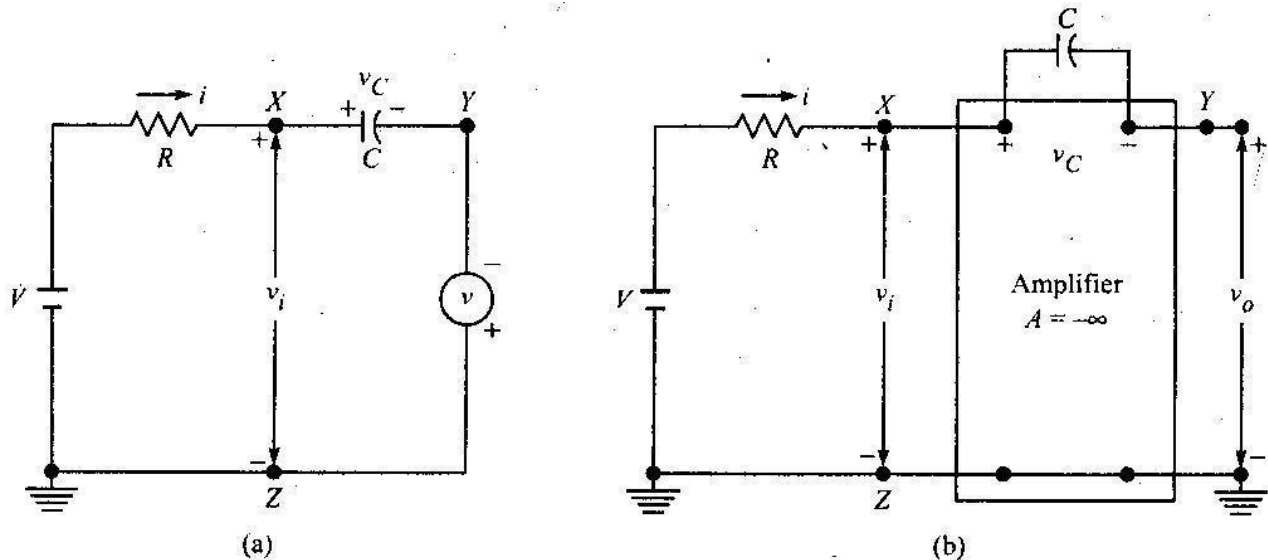 C
i
R
X
+
+
v_C
-
Y
C
V
v_i
-
v
+
-
Z
(a)
i
R
X
+
+
v_C
-
Y
+
V
v_i
Amplifier
A = -∞
v_o
-
Z
-
(b)